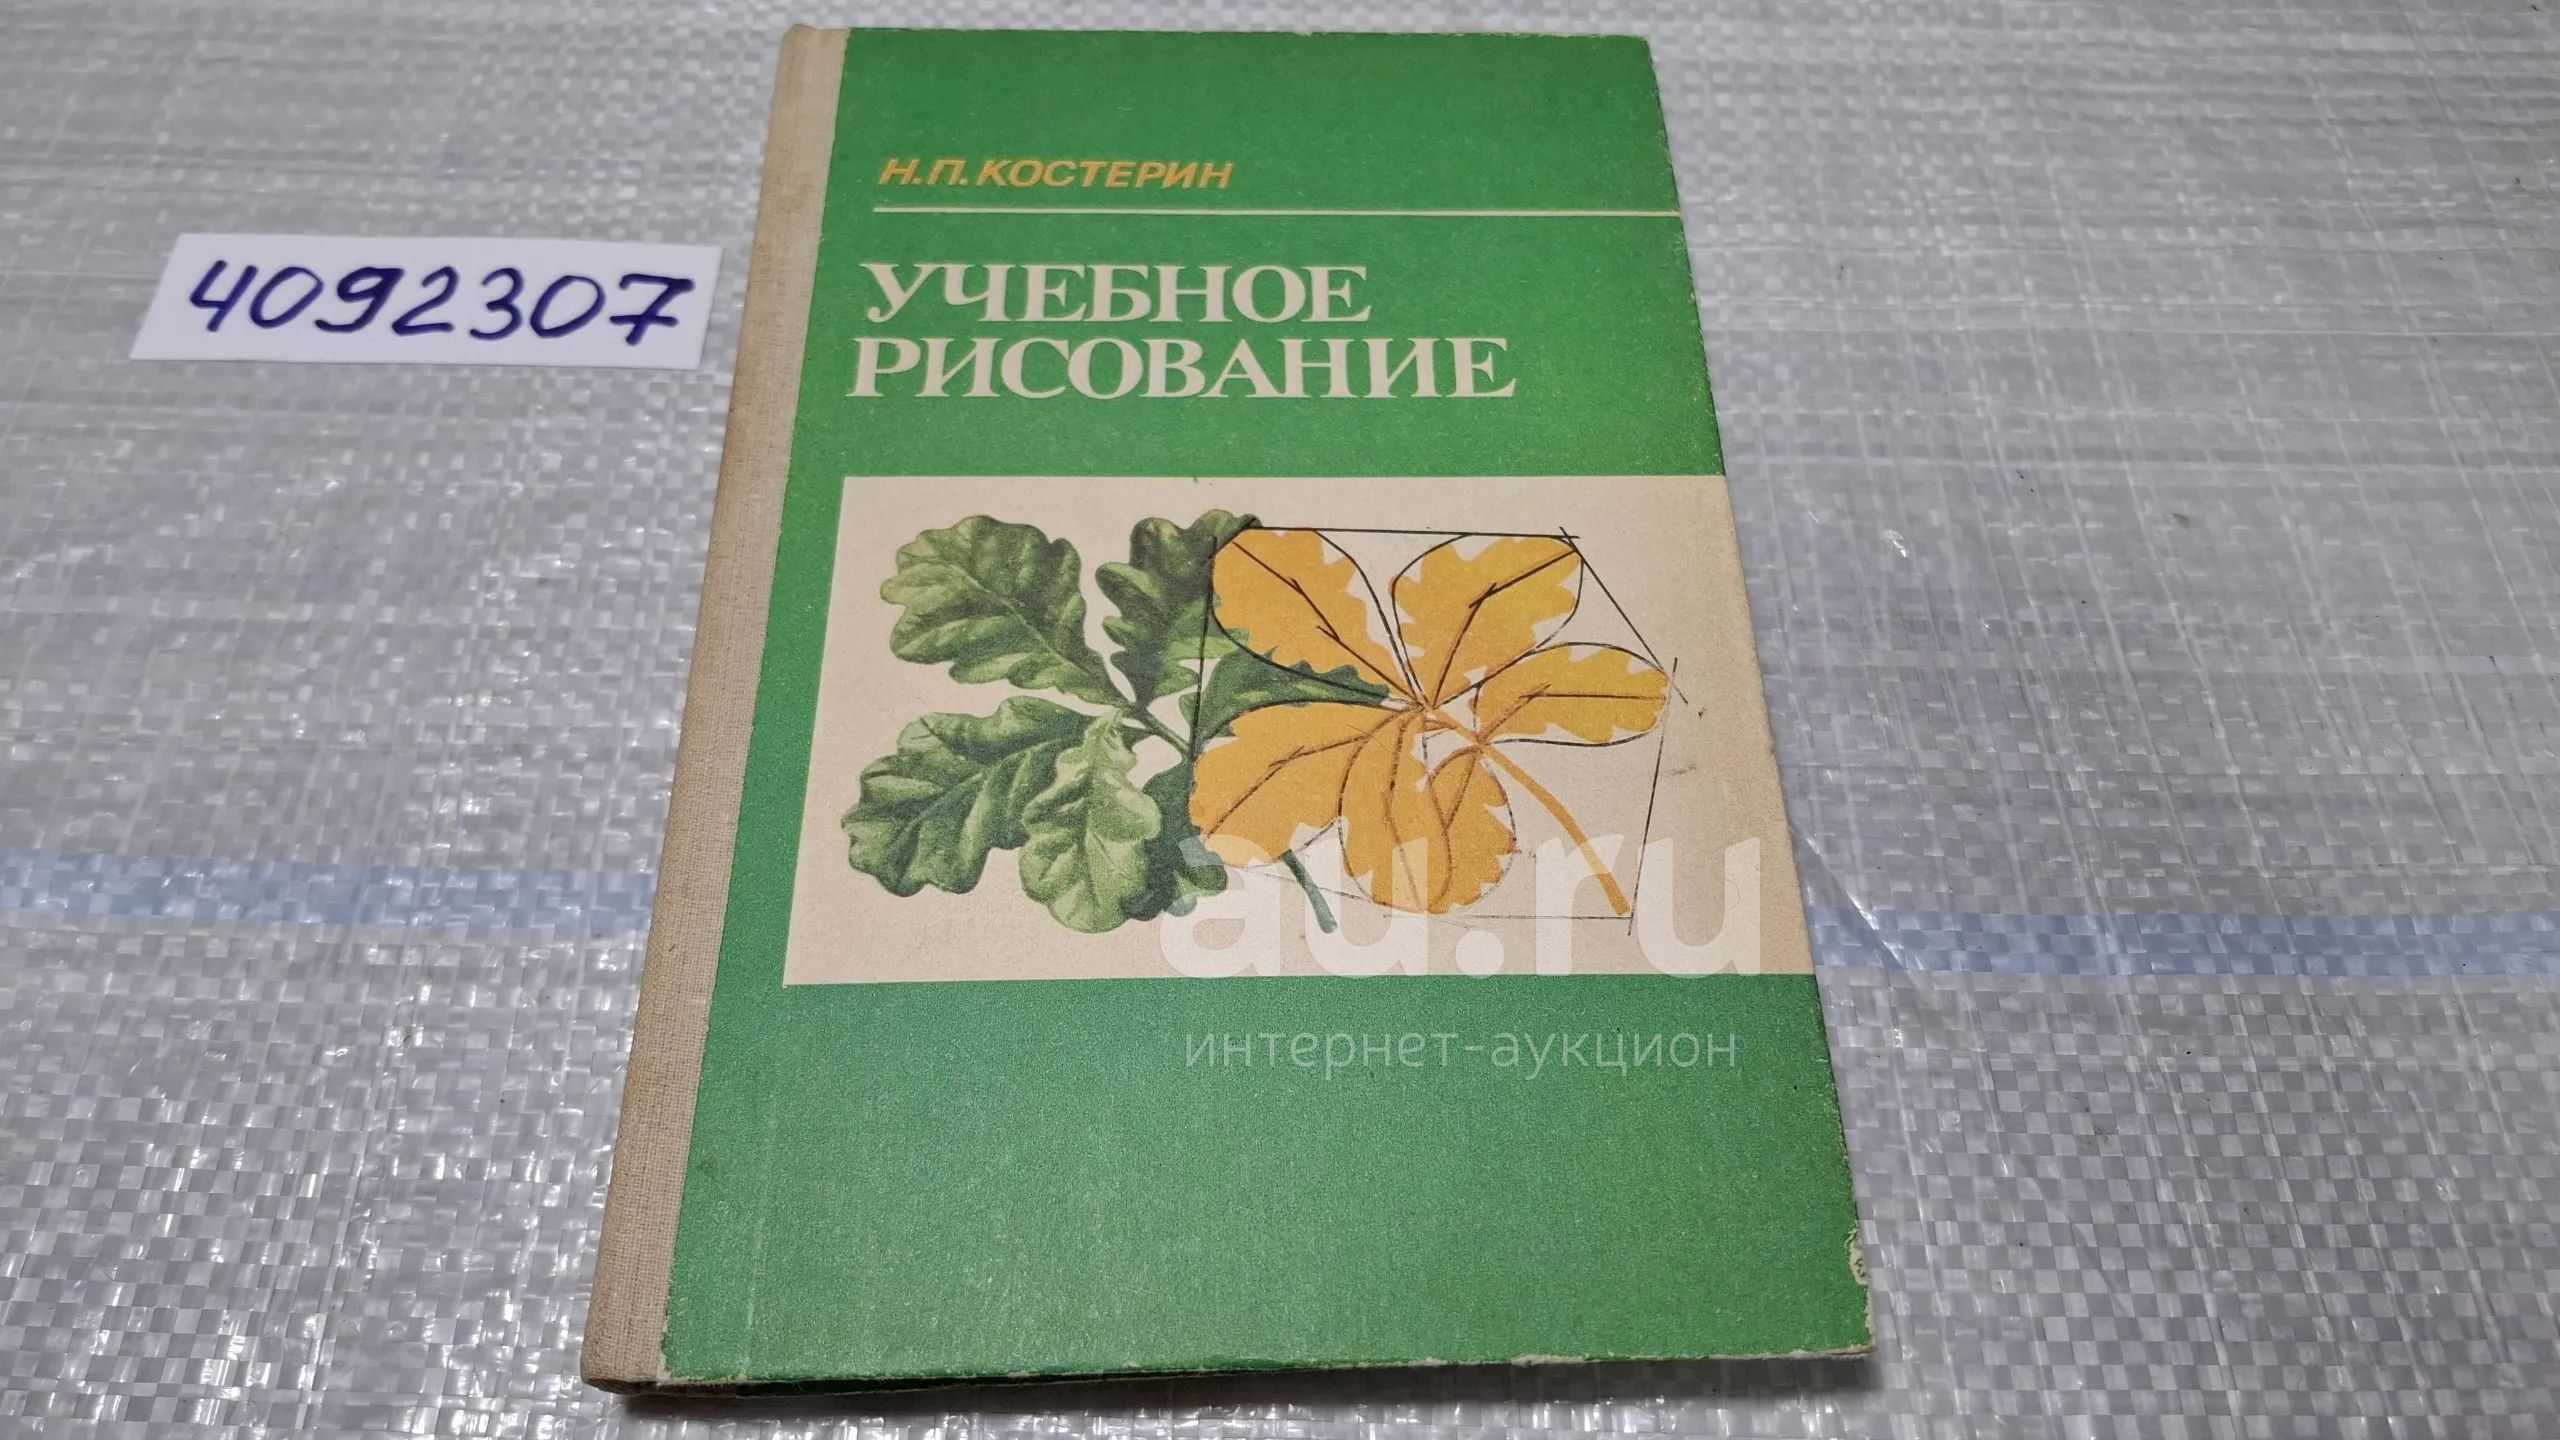 Н.П. КОСТЕРИН
4092307
УЧЕБНОЕ
РИСОВАНИЕ
au.ru
интернет-аукцион